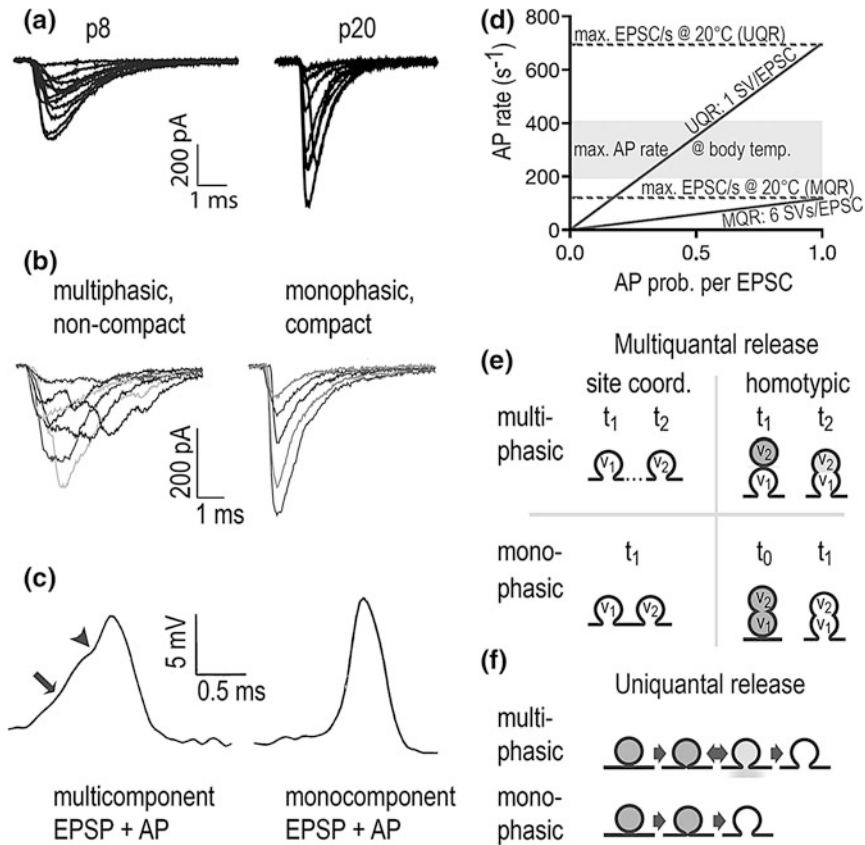 (a)
p8
p20
200 pA
1 ms
(b)
multiphasic,
non-compact
monophasic,
compact
200 pA
1 ms
(c)
5 mV
0.5 ms
multicomponent
EPSP + AP
monocomponent
EPSP + AP
(d)
AP rate (s⁻¹)
800
600
400
200
0
max. EPSC/s @ 20°C (UQR)
UQR: 1 SV/EPSC
max. AP rate @ body temp.
max. EPSC/s @ 20°C (MQR)
MQR: 6 SVs/EPSC
0.0 0.5 1.0
AP prob. per EPSC
(e)
Multiquantal release
site coord. homotypic
multi-
phasic
t₁ t₂ t₁ t₂
v₁ ... v₂
v₂
v₁
v₂
v₁
mono-
phasic
t₁ t₀ t₁
v₁ v₂
v₂
v₁
v₂
v₁
(f)
Uniquantal release
multi-
phasic
mono-
phasic